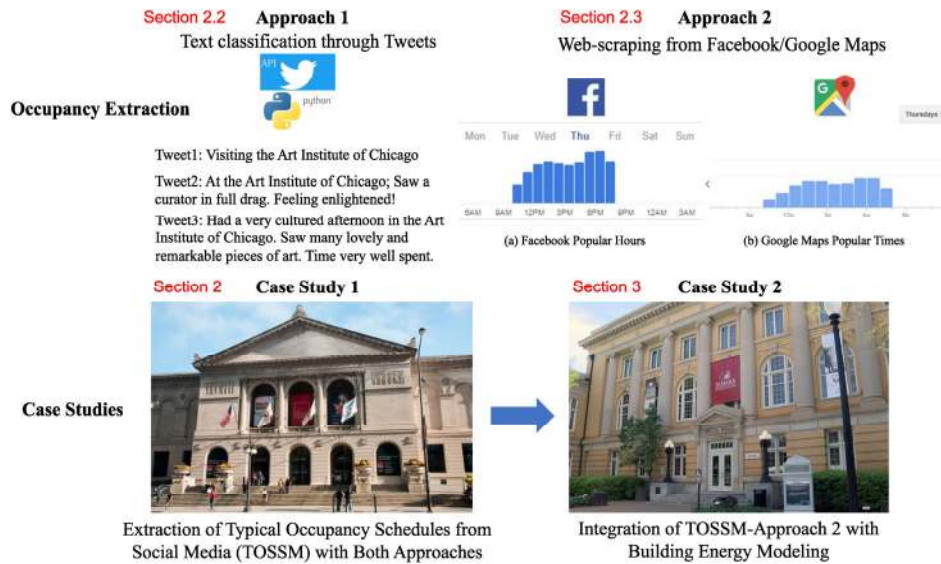 Section 2.2 Approach 1
Text classification through Tweets
API
python
Section 2.3 Approach 2
Web-scraping from Facebook/Google Maps
Occupancy Extraction
Tweet1: Visiting the Art Institute of Chicago
Tweet2: At the Art Institute of Chicago; Saw a
curator in full drag. Feeling enlightened!
Tweet3: Had a very cultured afternoon in the Art
Institute of Chicago. Saw many lovely and
remarkable pieces of art. Time very well spent.
Mon Tue Wed Thu Fri Sat Sun
6AM 9AM 12PM 3PM 6PM 9PM 12AM 3AM
(a) Facebook Popular Hours
G
Thursdays
(b) Google Maps Popular Times
Section 2 Case Study 1
Section 3 Case Study 2
Case Studies
Extraction of Typical Occupancy Schedules from
Social Media (TOSSM) with Both Approaches
Integration of TOSSM-Approach 2 with
Building Energy Modeling